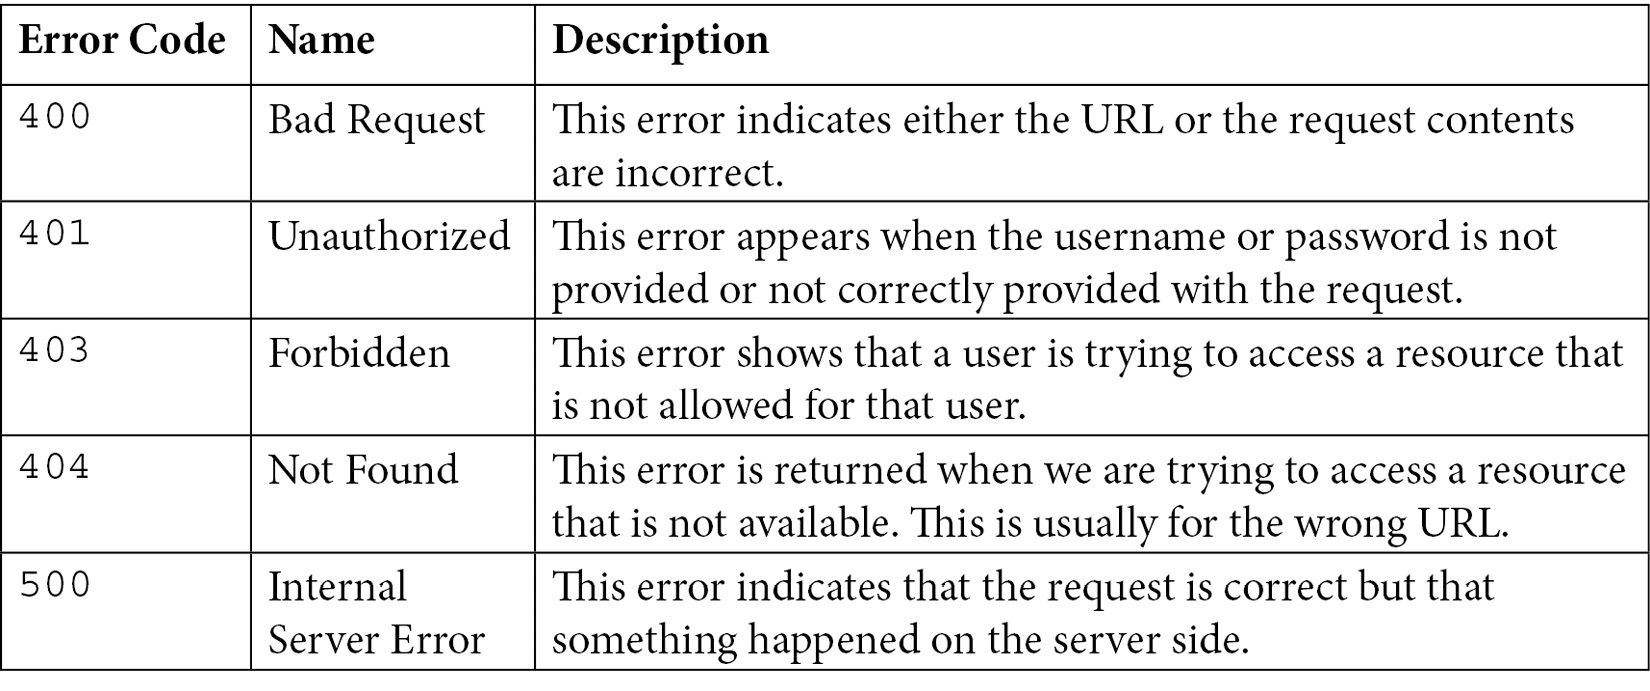 Error Code Name Description
400 Bad Request This error indicates either the URL or the request contents
are incorrect.
401 Unauthorized This error appears when the username or password is not
provided or not correctly provided with the request.
403 Forbidden This error shows that a user is trying to access a resource that
is not allowed for that user.
404 Not Found This error is returned when we are trying to access a resource
that is not available. This is usually for the wrong URL.
500 Internal This error indicates that the request is correct but that
Server Error something happened on the server side.